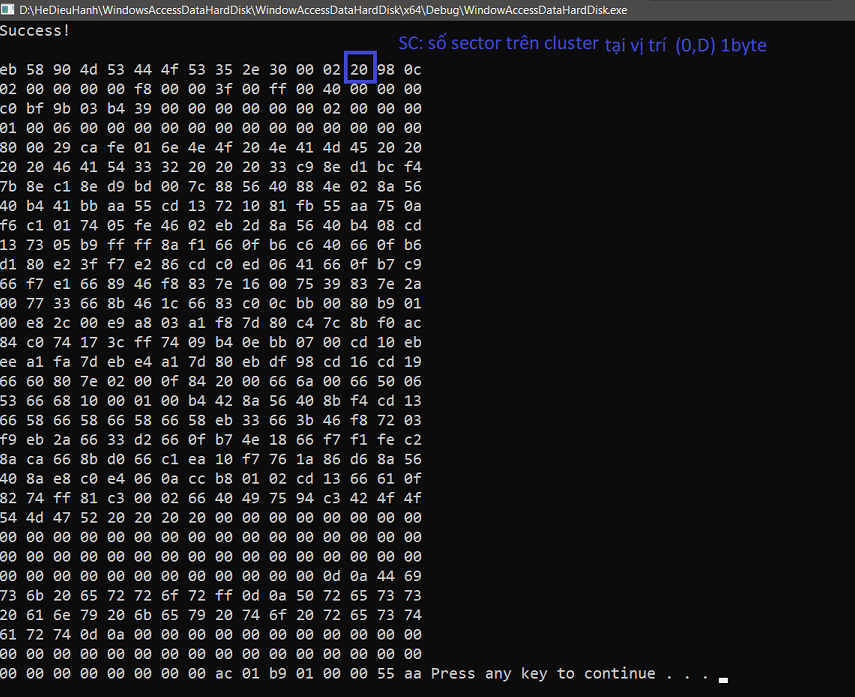 D:\HeDieuHanh\WindowsAccessDataHardDisk\WindowAccessDataHardDisk\x64\Debug\WindowAccessDataHardDisk.exe
Success!
SC: số sector trên cluster tại vị trí (0,D) 1byte
eb 58 90 4d 53 44 4f 53 35 2e 30 00 02 20 98 0c
02 00 00 00 00 f8 00 00 3f 00 ff 00 40 00 00 00
c0 bf 9b 03 b4 39 00 00 00 00 00 00 02 00 00 00
01 00 06 00 00 00 00 00 00 00 00 00 00 00 00 00
80 00 29 ca fe 01 6e 4e 4f 20 4e 41 4d 45 20 20
20 20 46 41 54 33 32 20 20 20 33 c9 8e d1 bc f4
7b 8e c1 8e d9 bd 00 7c 88 56 40 88 4e 02 8a 56
40 b4 41 bb aa 55 cd 13 72 10 81 fb 55 aa 75 0a
f6 c1 01 74 05 fe 46 02 eb 2d 8a 56 40 b4 08 cd
13 73 05 b9 ff ff 8a f1 66 0f b6 c6 40 66 0f b6
d1 80 e2 3f f7 e2 86 cd c0 ed 06 41 66 0f b7 c9
66 f7 e1 66 89 46 f8 83 7e 16 00 75 39 83 7e 2a
00 77 33 66 8b 46 1c 66 83 c0 0c bb 00 80 b9 01
00 e8 2c 00 e9 a8 03 a1 f8 7d 80 c4 7c 8b f0 ac
84 c0 74 17 3c ff 74 09 b4 0e bb 07 00 cd 10 eb
ee a1 fa 7d eb e4 a1 7d 80 eb df 98 cd 16 cd 19
66 60 80 7e 02 00 0f 84 20 00 66 6a 00 66 50 06
53 66 68 10 00 01 00 b4 42 8a 56 40 8b f4 cd 13
66 58 66 58 66 58 66 58 eb 33 66 3b 46 f8 72 03
f9 eb 2a 66 33 d2 66 0f b7 4e 18 66 f7 f1 fe c2
8a ca 66 8b d0 66 c1 ea 10 f7 76 1a 86 d6 8a 56
40 8a e8 c0 e4 06 0a cc b8 01 02 cd 13 66 61 0f
82 74 ff 81 c3 00 02 66 40 49 75 94 c3 42 4f 4f
54 4d 47 52 20 20 20 20 00 00 00 00 00 00 00 00
00 00 00 00 00 00 00 00 00 00 00 00 00 00 00 00
00 00 00 00 00 00 00 00 00 00 00 00 00 00 00 00
00 00 00 00 00 00 00 00 00 00 00 00 0d 0a 44 69
73 6b 20 65 72 72 6f 72 ff 0d 0a 50 72 65 73 73
20 61 6e 79 20 6b 65 79 20 74 6f 20 72 65 73 74
61 72 74 0d 0a 00 00 00 00 00 00 00 00 00 00 00
00 00 00 00 00 00 00 00 00 00 00 00 00 00 00 00
00 00 00 00 00 00 00 00 ac 01 b9 01 00 00 55 aa Press any key to continue . . .